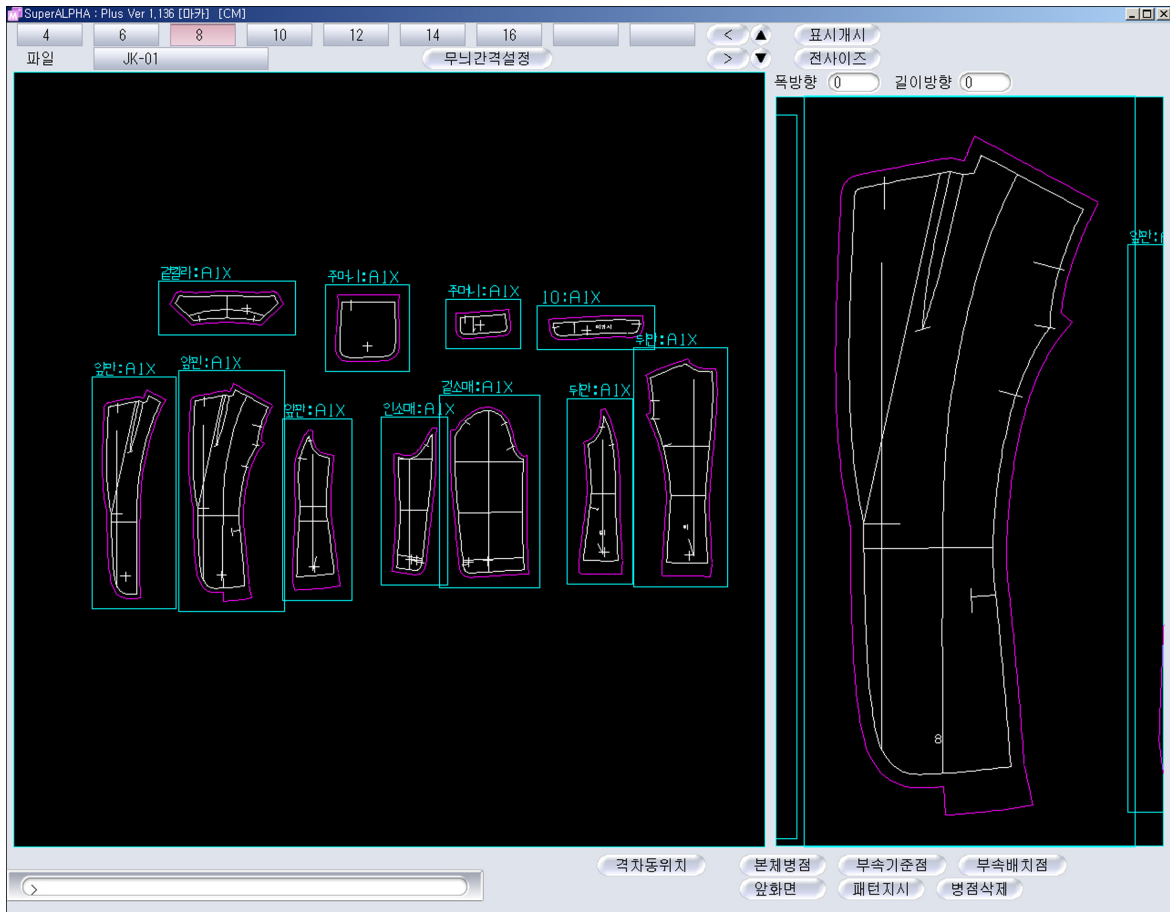 SuperALPHA : Plus Ver 1,136 [마카] [CM]
4 6 8 10 12 14 16 < ▲ 표시개시
파일 JK-01 무늬간격설정 > ▼ 전사이즈
폭방향 0 길이방향 0
겉칼라:A1X
주머니:A1X
주머니:A1X
10:A1X
뒤판:A1X
앞판:A1X
앞판:A1X
앞판:A1X
인소매:A1X
겉소매:A1X
뒤판:A1X
앞판:
8
격차동위치 본체병점 부속기준점 부속배치점
> 앞화면 패턴지시 병점삭제